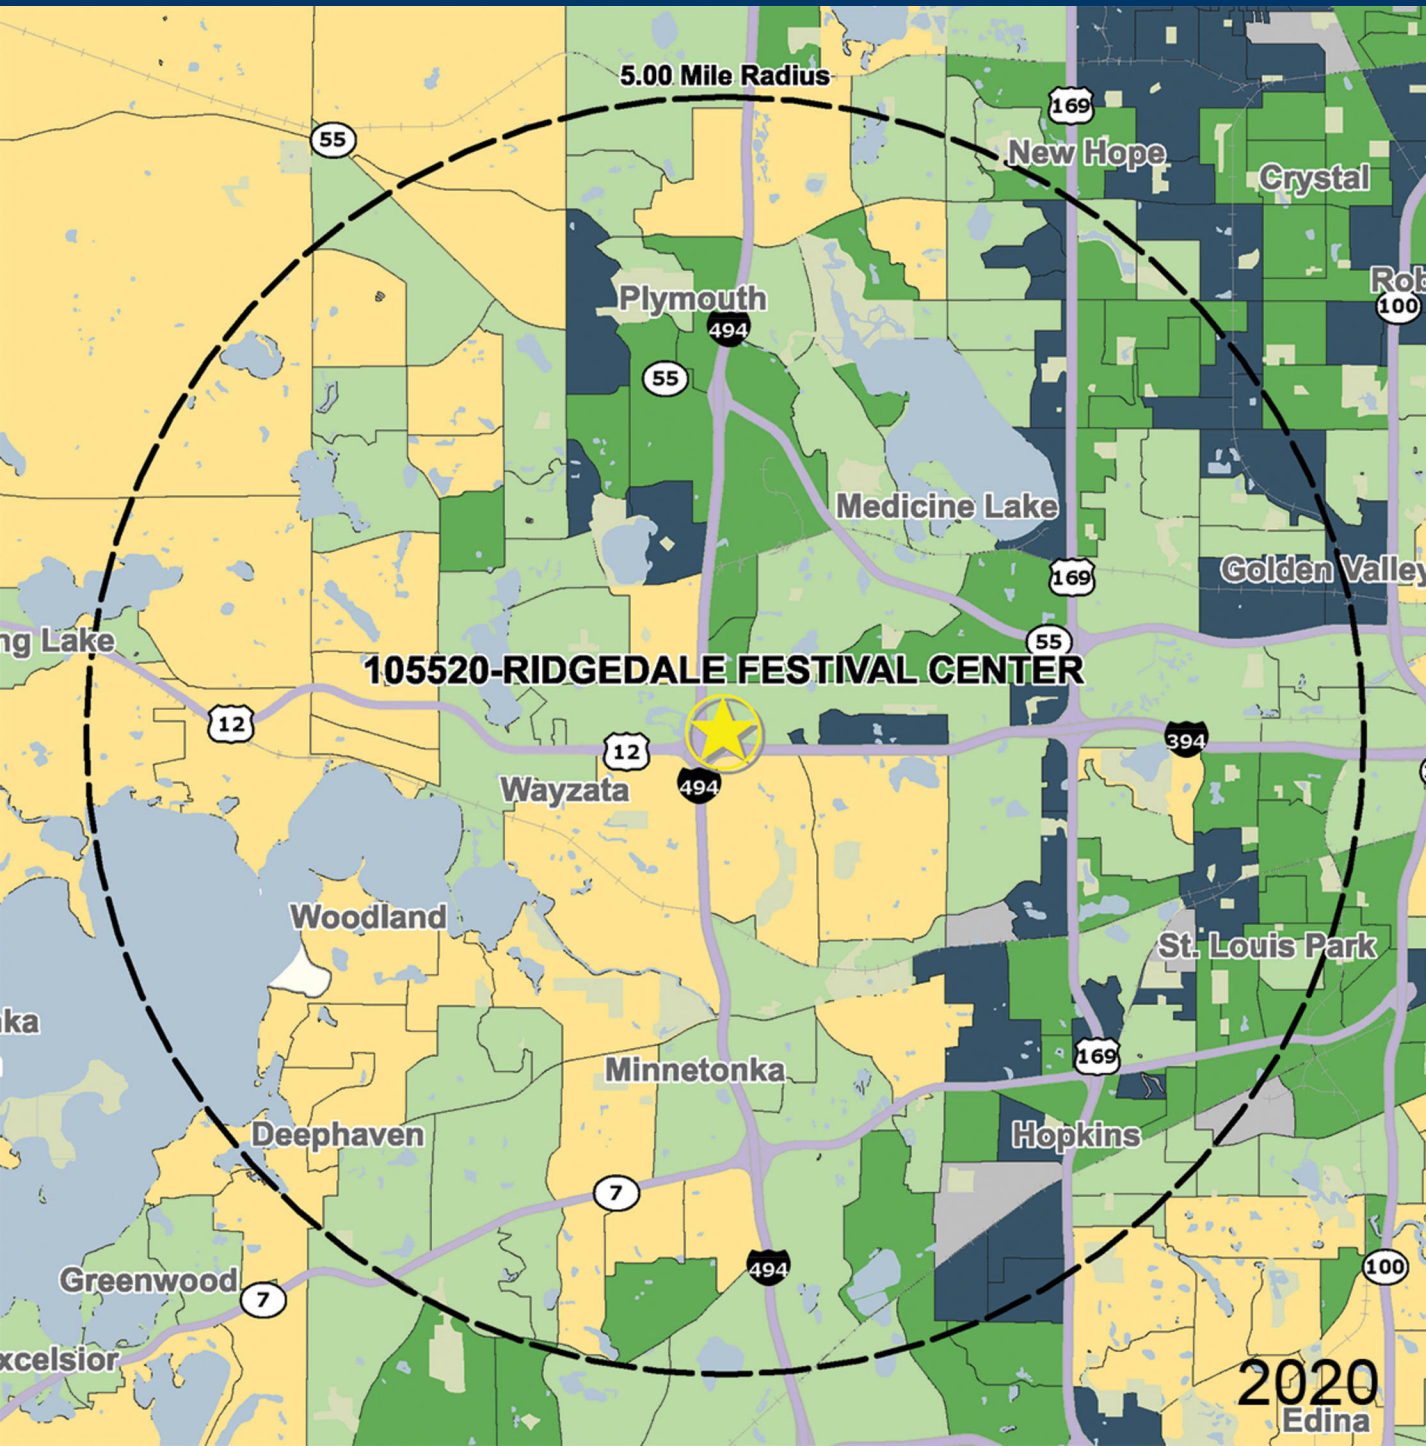 5.00 Mile Radius
169
55
New Hope
Crystal
Rob
100
Plymouth
494
55
Medicine Lake
169
Golden Valley
ng Lake
55
105520-RIDGEDALE FESTIVAL CENTER
12
12
394
Wayzata
494
Woodland
St. Louis Park
ka
169
Minnetonka
Deephaven
Hopkins
7
494
100
Greenwood
7
xcelsior
2020
Edina